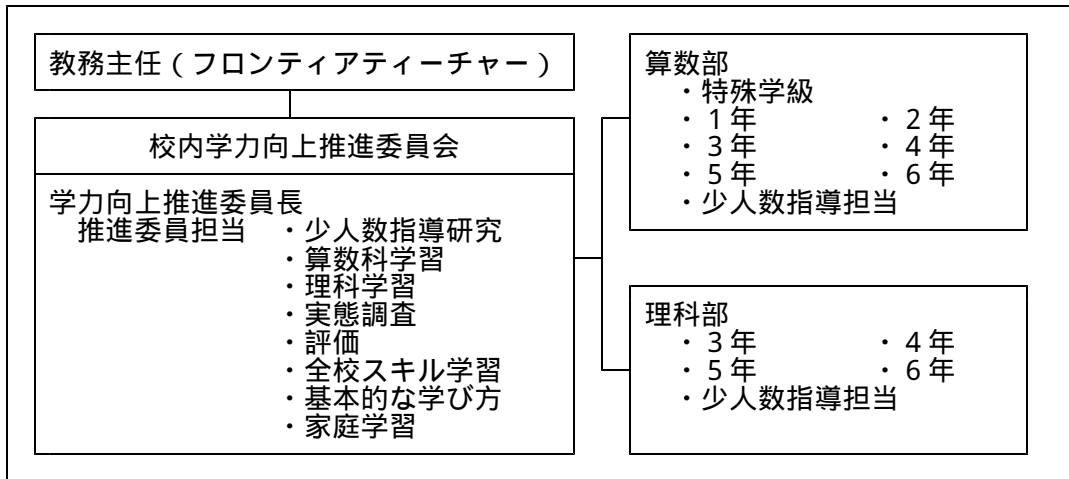 教務主任（フロンティアティーチャー）
校内学力向上推進委員会
学力向上推進委員長
推進委員担当 ・少人数指導研究
・算数科学習
・理科学習
・実態調査
・評価
・全校スキル学習
・基本的な学び方
・家庭学習
算数部
・特殊学級
・1年 ・2年
・3年 ・4年
・5年 ・6年
・少人数指導担当
理科部
・3年 ・4年
・5年 ・6年
・少人数指導担当